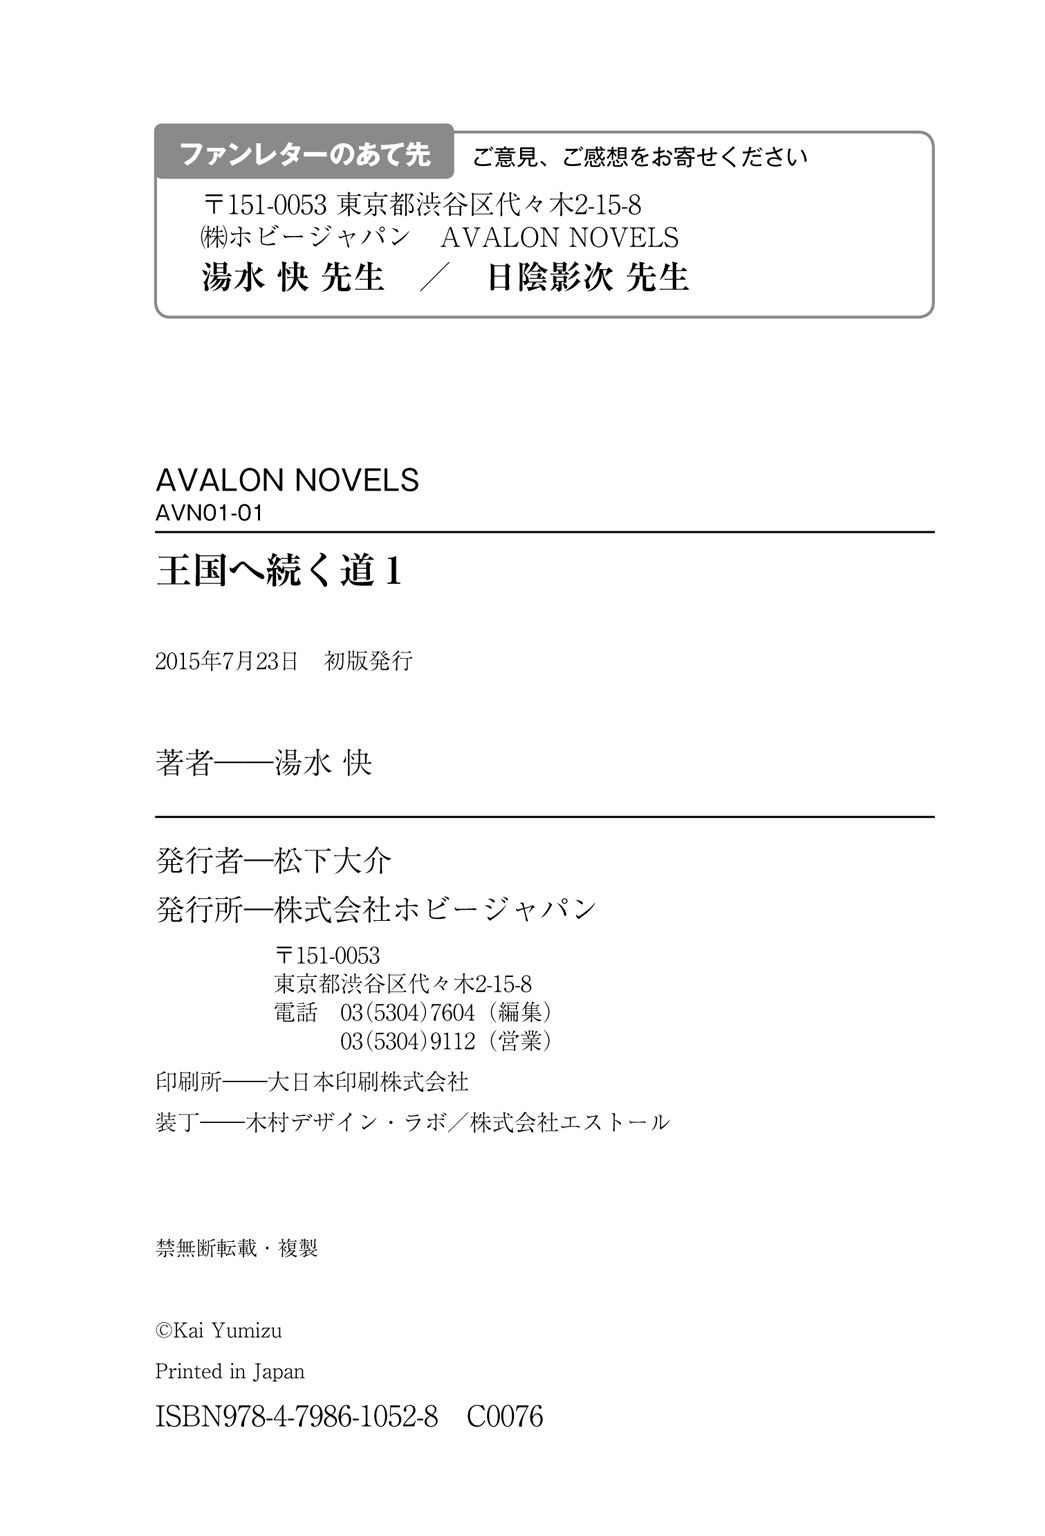 ファンレターのあて先　ご意見、ご感想をお寄せください
〒151-0053 東京都渋谷区代々木2-15-8
㈱ホビージャパン　AVALON NOVELS
湯水 快 先生　／　日陰影次 先生
AVALON NOVELS
AVN01-01
王国へ続く道 1
2015年7月23日　初版発行
著者――湯水 快
発行者―松下大介
発行所―株式会社ホビージャパン
〒151-0053
東京都渋谷区代々木2-15-8
電話　03(5304)7604（編集）
03(5304)9112（営業）
印刷所――大日本印刷株式会社
装丁――木村デザイン・ラボ／株式会社エストール
禁無断転載・複製
©Kai Yumizu
Printed in Japan
ISBN978-4-7986-1052-8　C0076